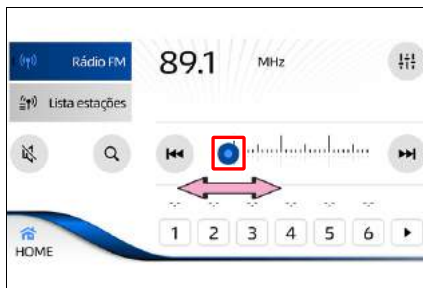 Rádio FM
89.1 MHz
Lista estações
-.- -.- -.- -.- -.- -.-
1 2 3 4 5 6
HOME